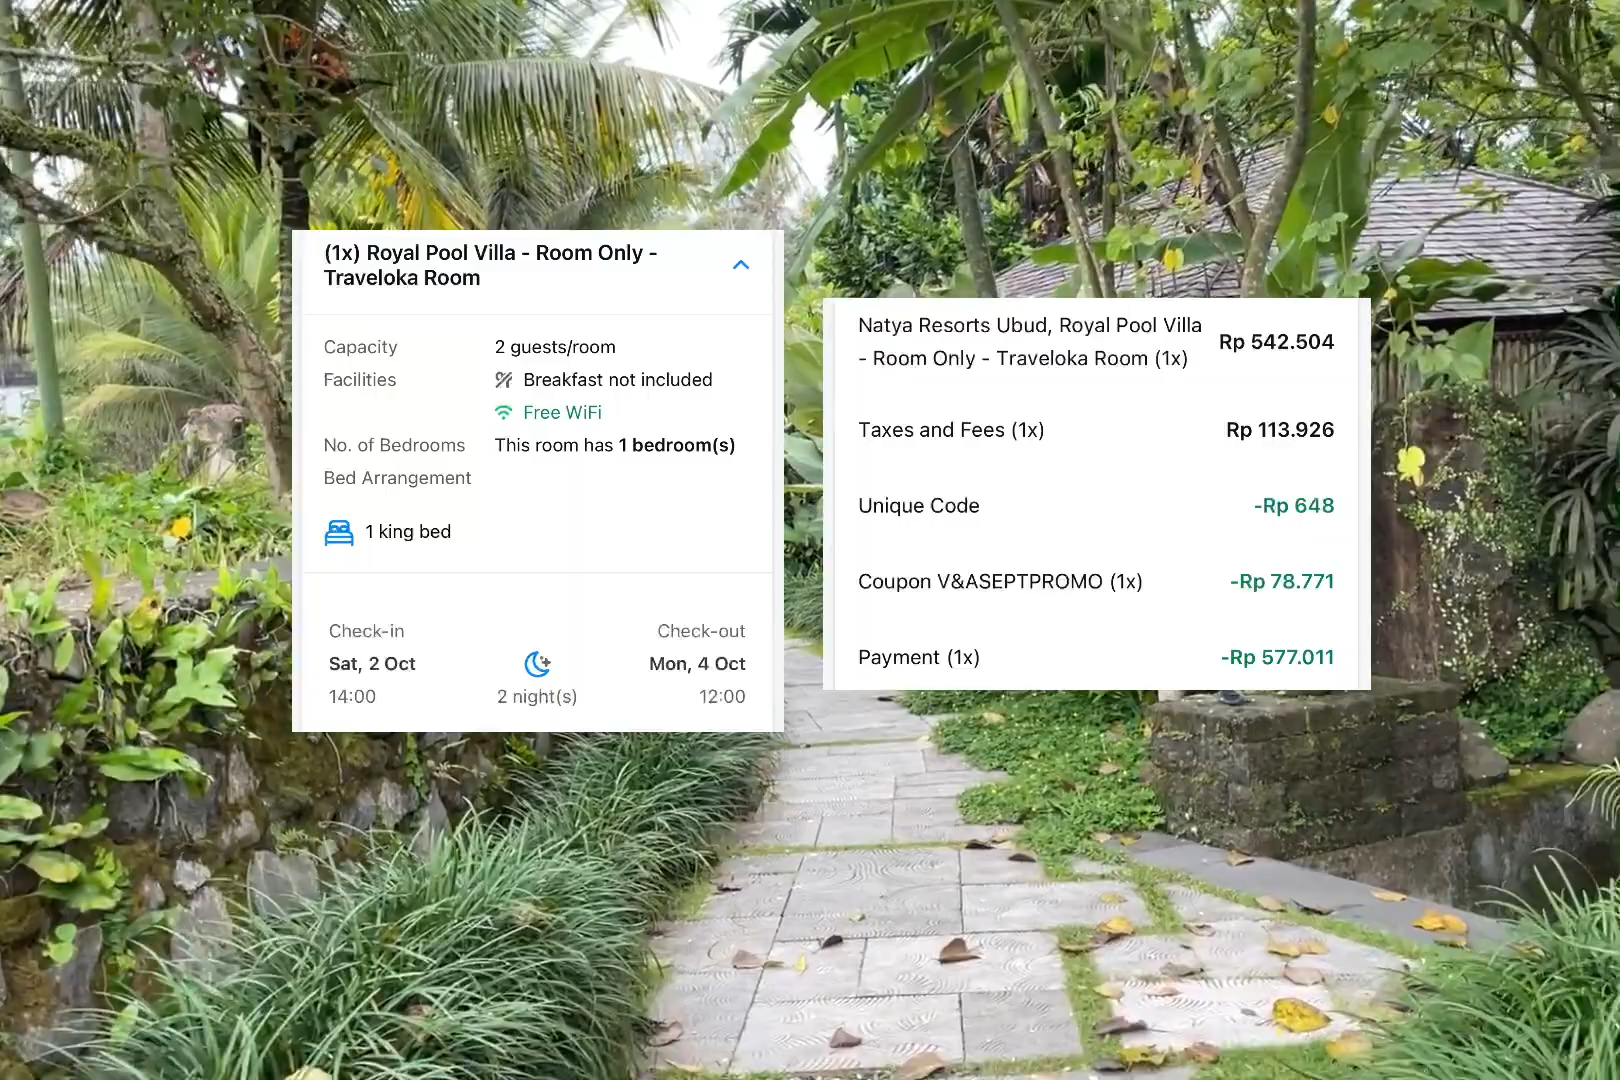 (1x) Royal Pool Villa - Room Only -
Traveloka Room
Capacity 2 guests/room
Facilities Breakfast not included
Free WiFi
No. of Bedrooms This room has 1 bedroom(s)
Bed Arrangement
1 king bed
Check-in Check-out
Sat, 2 Oct Mon, 4 Oct
14:00 2 night(s) 12:00
Natya Resorts Ubud, Royal Pool Villa
- Room Only - Traveloka Room (1x) Rp 542.504
Taxes and Fees (1x) Rp 113.926
Unique Code -Rp 648
Coupon V&ASEPTPROMO (1x) -Rp 78.771
Payment (1x) -Rp 577.011